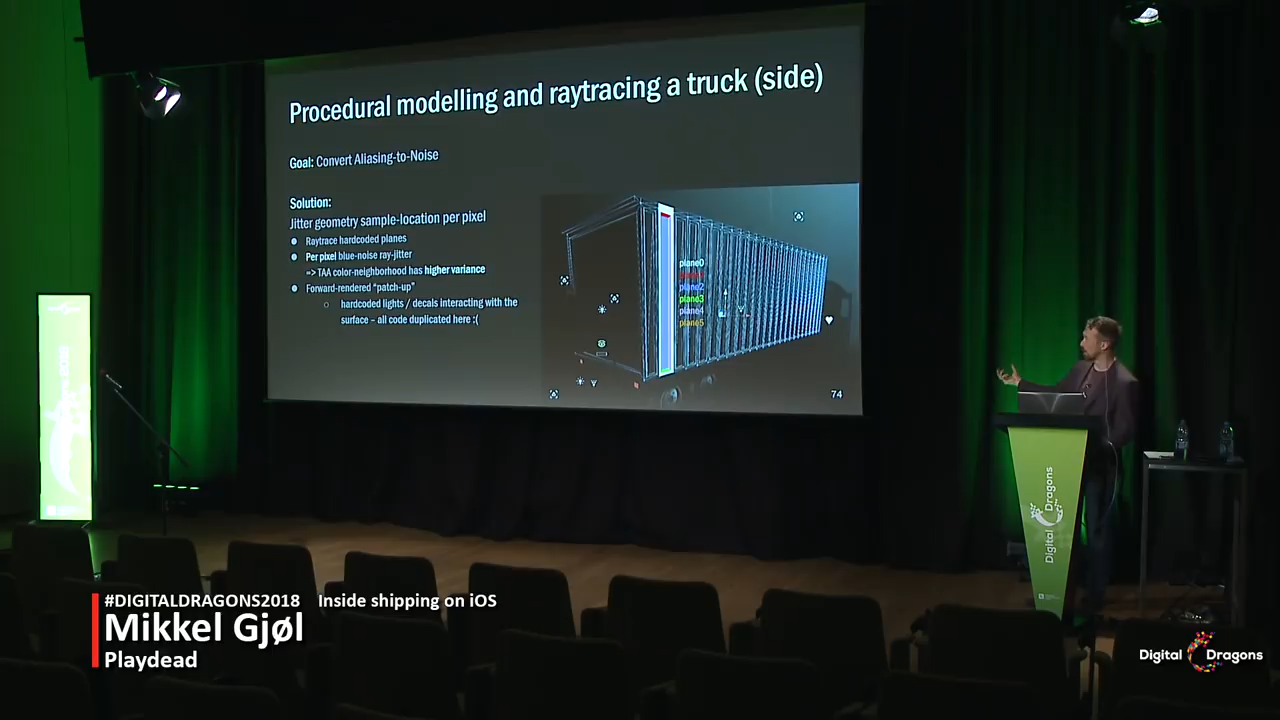 Procedural modelling and raytracing a truck (side)
Goal: Convert Aliasing-to-Noise
Solution:
Jitter geometry sample-location per pixel
● Raytrace hardcoded planes
● Per pixel blue-noise ray-jitter
=> TAA color-neighborhood has higher variance
● Forward-rendered “patch-up”
○ hardcoded lights / decals interacting with the
surface – all code duplicated here :(
plane0
plane2
plane3
plane4
plane5
74
Digital Dragons
#DIGITALDRAGONS2018 Inside shipping on iOS
Mikkel Gjøl
Playdead
Digital Dragons